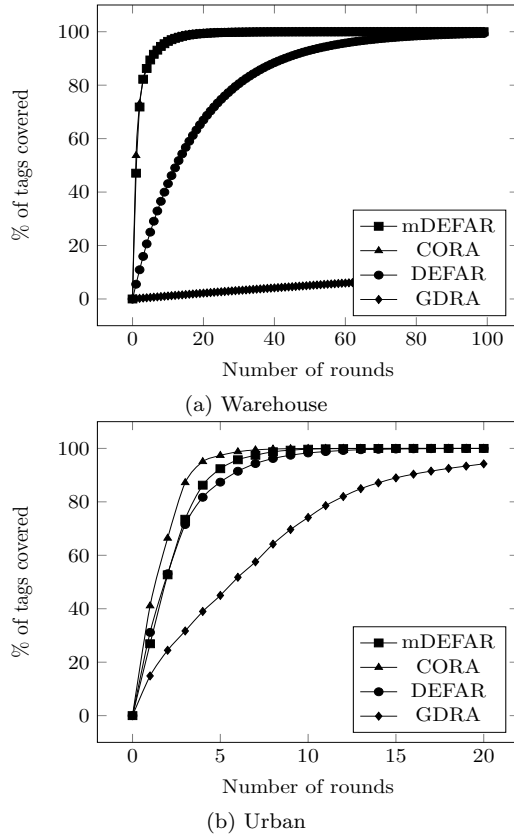 100
80
60
40
20
0
% of tags covered
mDEFAR
CORA
DEFAR
GDRA
0 20 40 60 80 100
Number of rounds
(a) Warehouse
100
80
60
40
20
0
% of tags covered
mDEFAR
CORA
DEFAR
GDRA
0 5 10 15 20
Number of rounds
(b) Urban